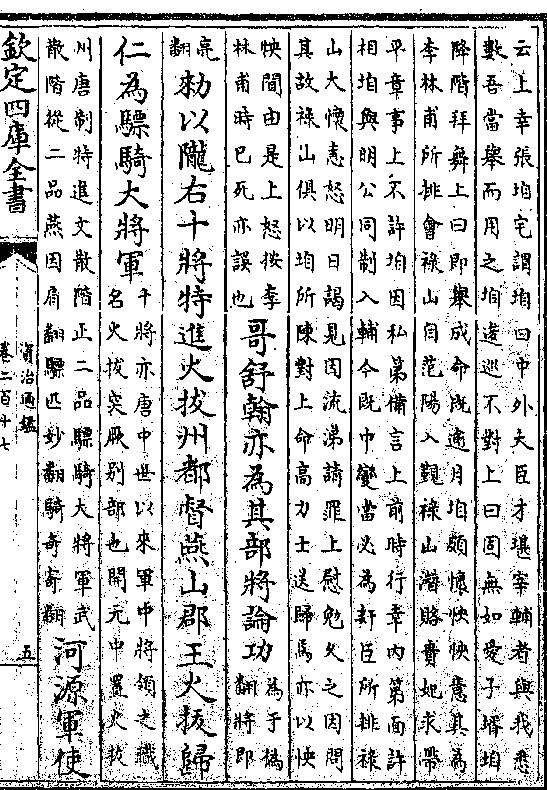 云上幸張垍宅謂垍曰中外大臣才堪宰輔者與我悉
數吾當舉而用之垍逡巡不對上曰固無如愛子壻垍
降階拜舞上曰即舉成命既逾月垍頗懷怏怏意其為
李林甫所排會禄山自范陽入覲禄山潛賂貴妃求帶
平章事上不許垍因私第備言上前時行幸内第面許
相垍與明公同制入輔今既中變當必為奸臣所排禄
山大懷恚怒明日謁見因流涕請罪上慰勉久之因問
其故禄山俱以垍所陳對上命高力士送歸焉亦以怏
怏間由是上怒按李
林甫時已死亦誤也
哥舒翰亦為其部將論功
為于偽
翻將即
亮
翻
勑以隴右十將特進火拔州都督燕山郡王火拔歸
仁為驃騎大將軍
十將亦唐中世以來軍中將領之職
名火拔突厥别部也開元中置火拔
川唐制特進文散階正二品驃騎大將軍武
散階從二品燕因肩翻驃匹妙翻騎奇寄翻
河源軍使
欽定四庫全書
資治通鑑
卷二百十七
五